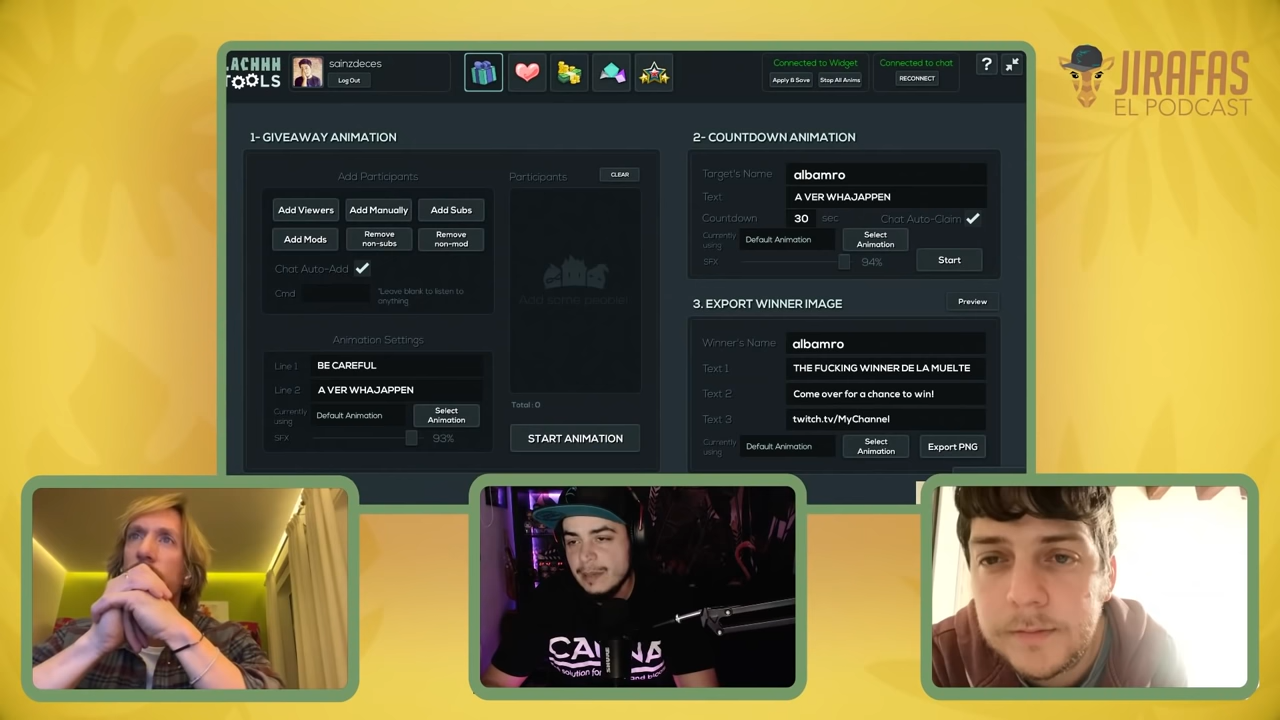 LACHHH
TOOLS
sainzdeces
Log Out
Connected to Widget
Apply & Save
Stop All Anims
Connected to chat
RECONNECT
?
JIRAFAS
EL PODCAST
1- GIVEAWAY ANIMATION
Add Participants
Add Viewers
Add Manually
Add Subs
Add Mods
Remove
non-subs
Remove
non-mod
Chat Auto-Add
Cmd
*Leave blank to listen to
anything
Participants
CLEAR
Total : 0
START ANIMATION
Animation Settings
Line 1
BE CAREFUL
Line 2
A VER WHAJAPPEN
Currently
using
Default Animation
Select
Animation
SFX
93%
2- COUNTDOWN ANIMATION
Target's Name
albamro
Text
A VER WHAJAPPEN
Countdown
30
sec
Chat Auto-Claim
Currently
using
Default Animation
Select
Animation
SFX
94%
Start
3. EXPORT WINNER IMAGE
Preview
Winner's Name
albamro
Text 1
THE FUCKING WINNER DE LA MUELTE
Text 2
Come over for a chance to win!
Text 3
twitch.tv/MyChannel
Currently
using
Default Animation
Select
Animation
Export PNG
SHURE